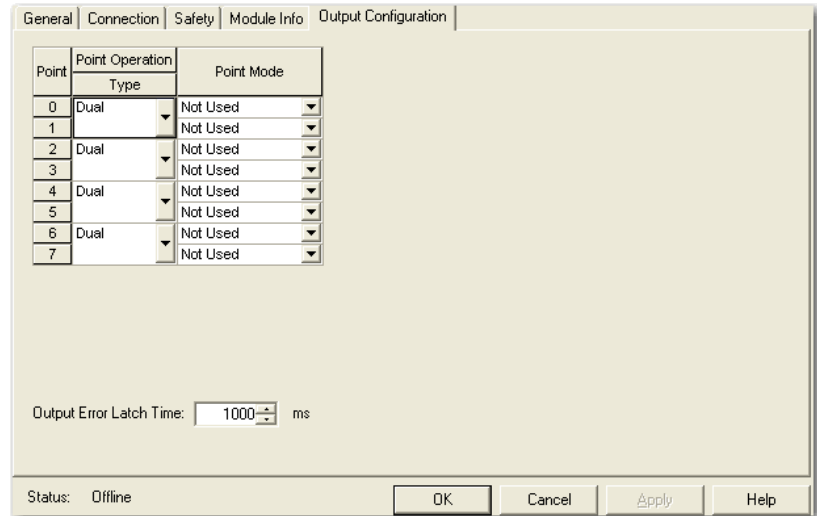 General Connection Safety Module Info Output Configuration
Point Point Operation Point Mode
Type
0 Dual Not Used
1 Not Used
2 Dual Not Used
3 Not Used
4 Dual Not Used
5 Not Used
6 Dual Not Used
7 Not Used
Output Error Latch Time: 1000 ms
Status: Offline OK Cancel Apply Help